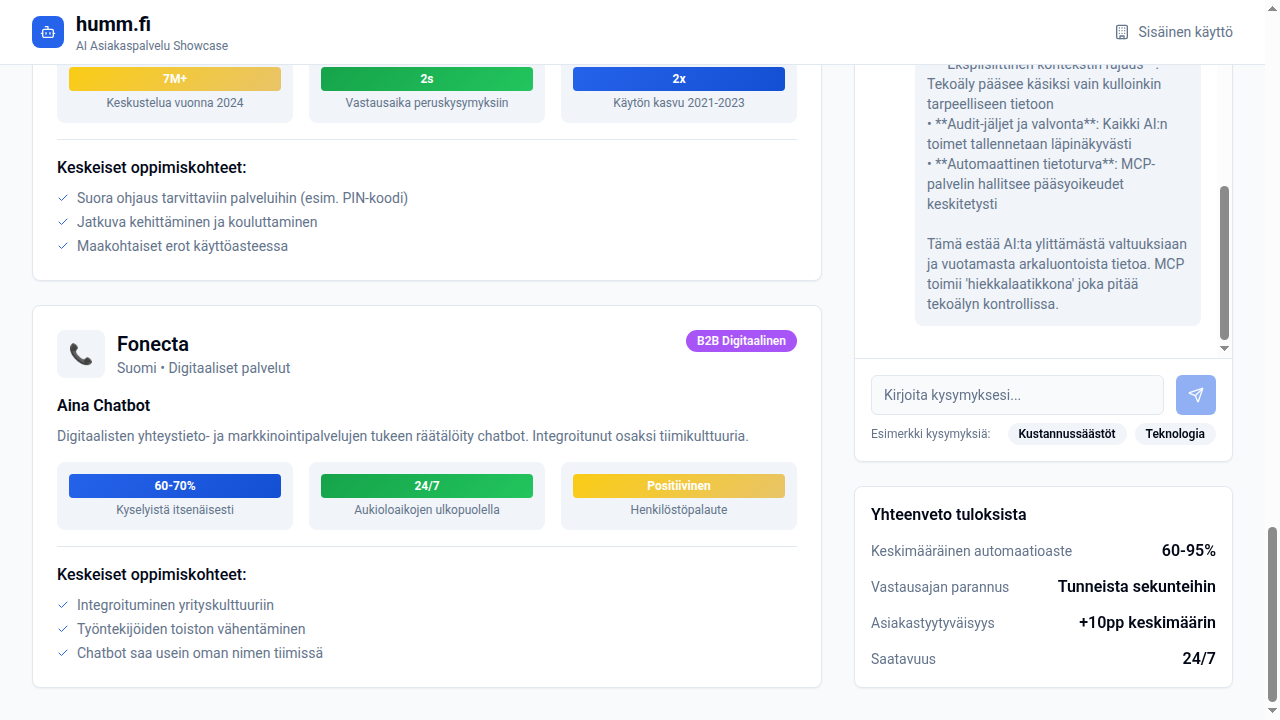 humm.fi
AI Asiakaspalvelu Showcase
Sisäinen käyttö
7M+
Keskustelua vuonna 2024
2s
Vastausaika peruskysymyksiin
2x
Käytön kasvu 2021-2023
Keskeiset oppimiskohteet:
Suora ohjaus tarvittaviin palveluihin (esim. PIN-koodi)
Jatkuva kehittäminen ja kouluttaminen
Maakohtaiset erot käyttöasteessa
Fonecta
Suomi • Digitaaliset palvelut
B2B Digitaalinen
Aina Chatbot
Digitaalisten yhteystieto- ja markkinointipalvelujen tukeen räätälöity chatbot. Integroitunut osaksi tiimikulttuuria.
60-70%
Kyselyistä itsenäisesti
24/7
Aukioloaikojen ulkopuolella
Positiivinen
Henkilöstöpalaute
Keskeiset oppimiskohteet:
Integroituminen yrityskulttuuriin
Työntekijöiden toiston vähentäminen
Chatbot saa usein oman nimen tiimissä
Eksplisiittinen kontekstin rajaus**:
Tekoäly pääsee käsiksi vain kulloinkin
tarpeelliseen tietoon
• **Audit-jäljet ja valvonta**: Kaikki AI:n
toimet tallennetaan läpinäkyvästi
• **Automaattinen tietoturva**: MCP-
palvelin hallitsee pääsyoikeudet
keskitetysti
Tämä estää AI:ta ylittämästä valtuuksiaan
ja vuotamasta arkaluontoista tietoa. MCP
toimii 'hiekkalaatikkona' joka pitää
tekoälyn kontrollissa.
Kirjoita kysymyksesi...
Esimerkki kysymyksiä:
Kustannussäästöt
Teknologia
Yhteenveto tuloksista
Keskimääräinen automaatioaste
60-95%
Vastausajan parannus
Tunneista sekunteihin
Asiakastyytyväisyys
+10pp keskimäärin
Saatavuus
24/7